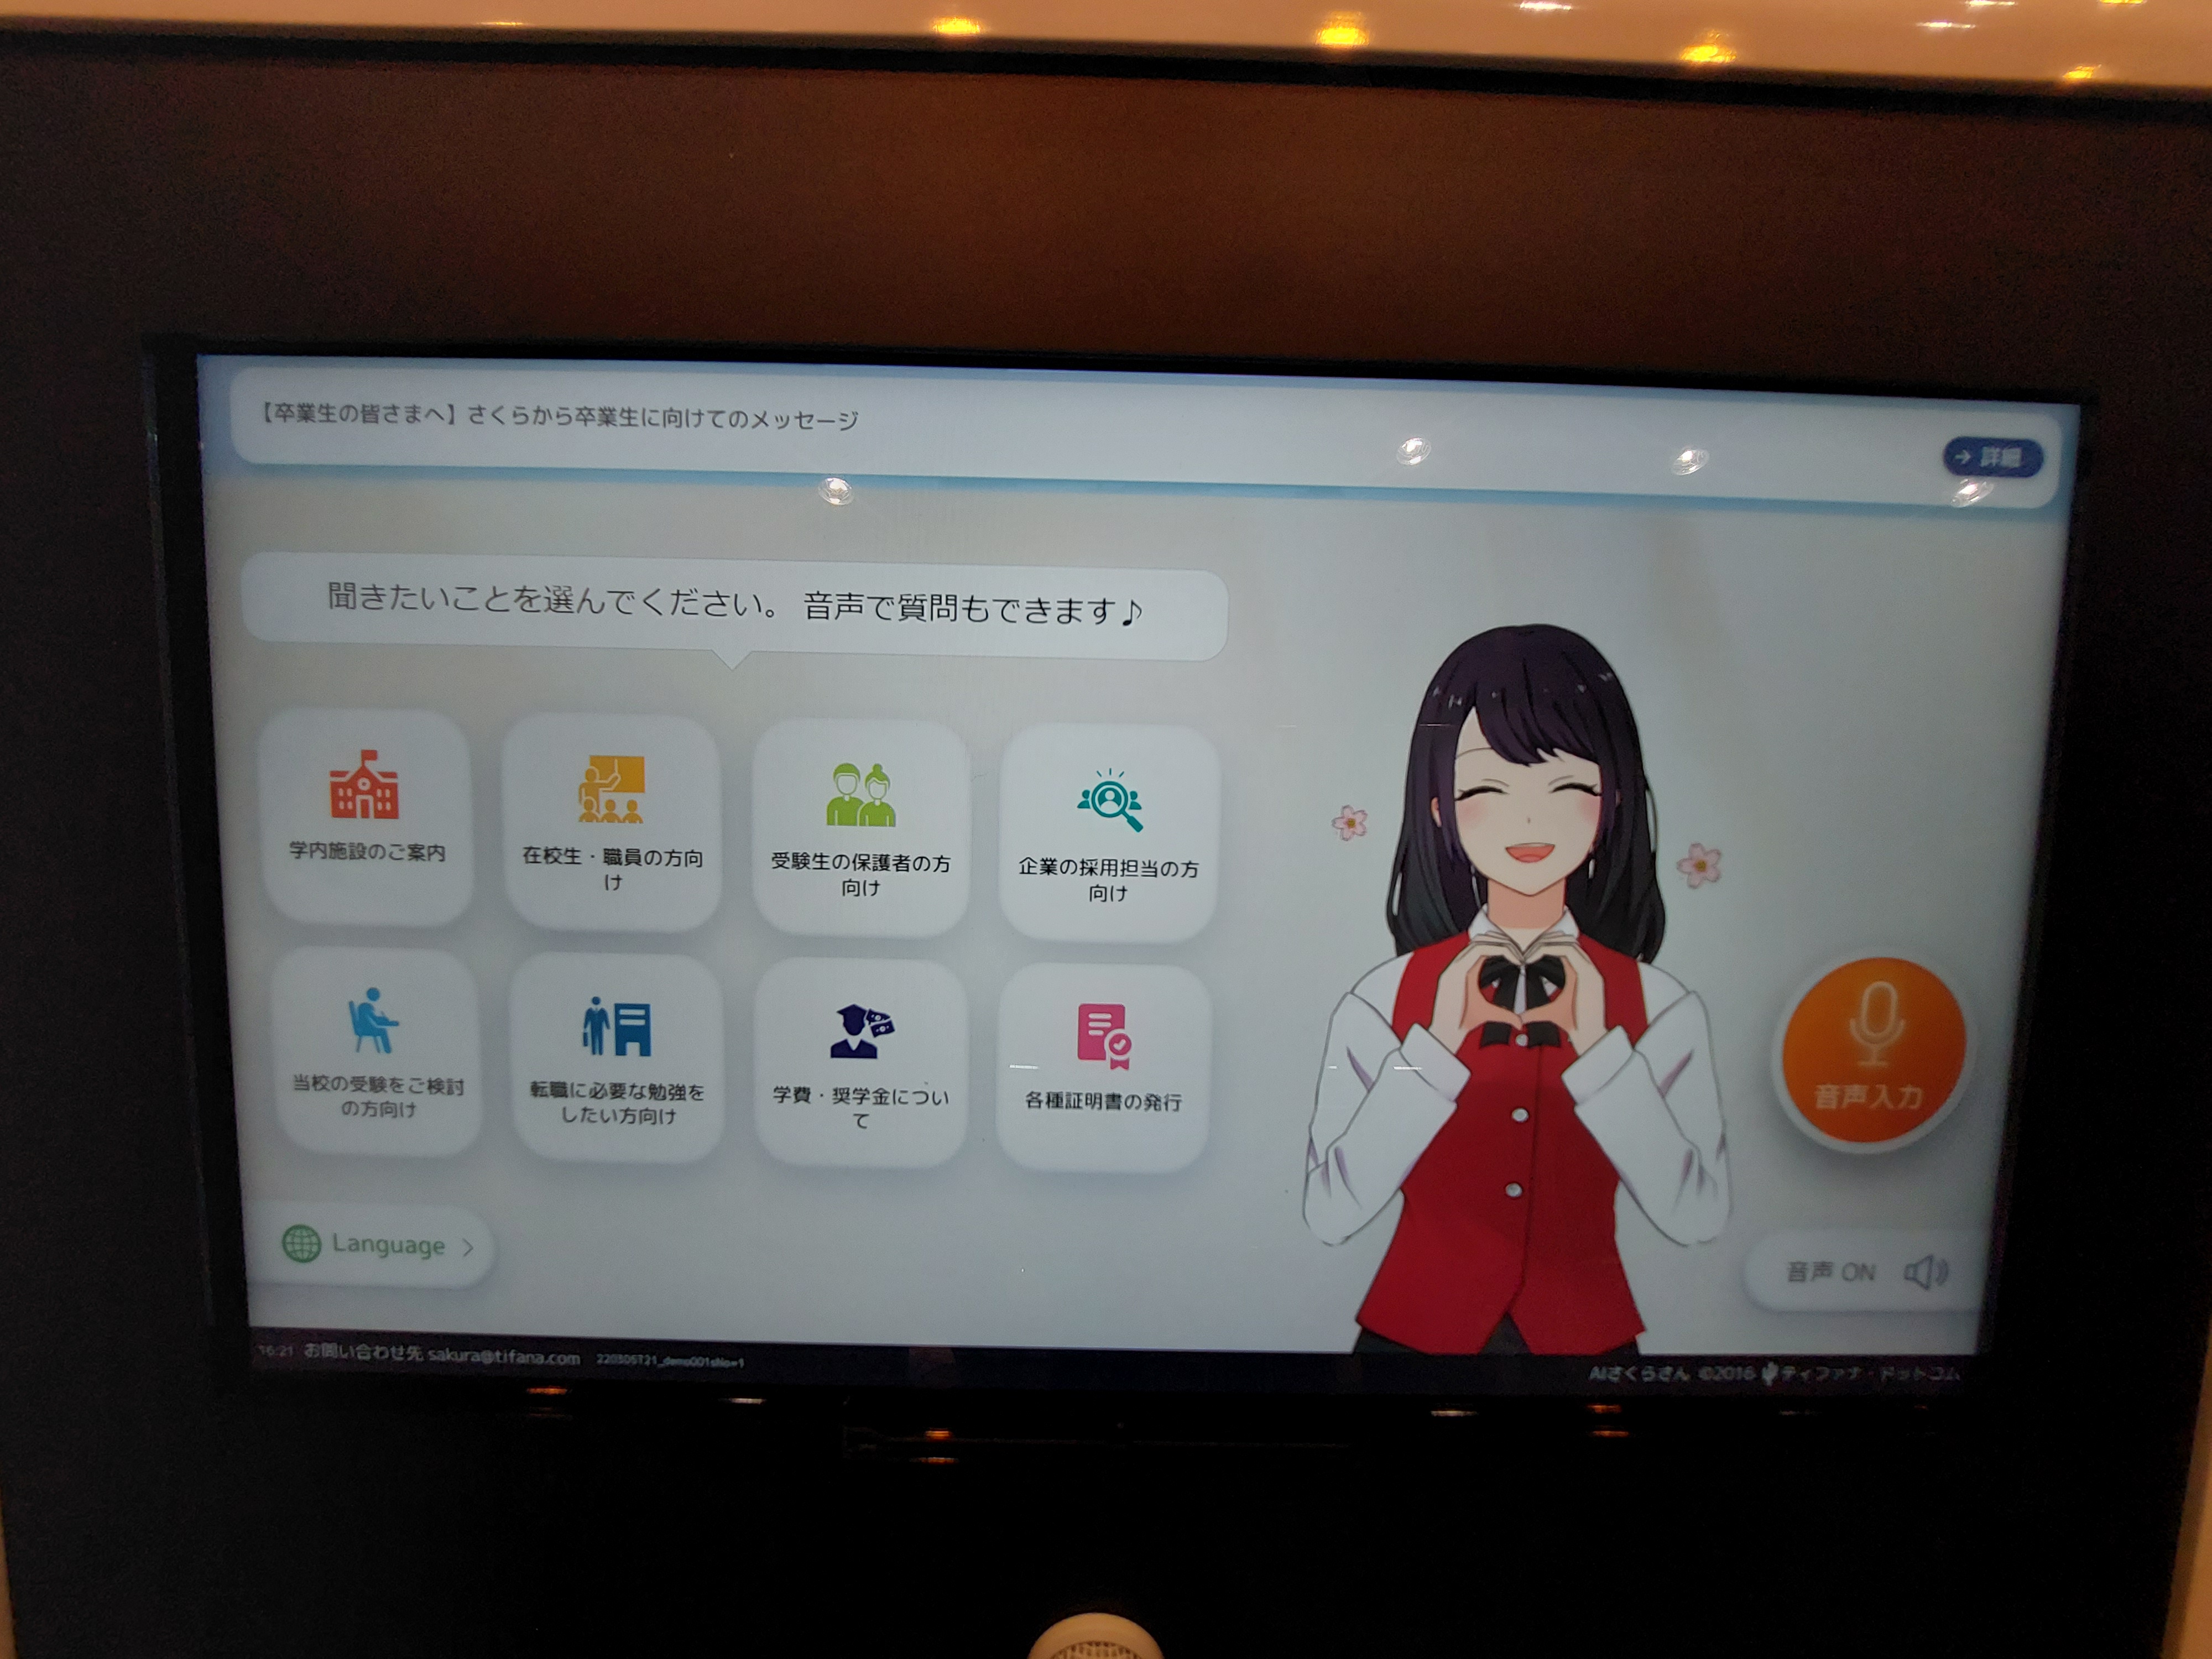 【卒業生の皆さまへ】さくらから卒業生に向けてのメッセージ
→ 詳細
聞きたいことを選んでください。 音声で質問もできます♪
学内施設のご案内
在校生・職員の方向
け
受験生の保護者の方
向け
企業の採用担当の方
向け
当校の受験をご検討
の方向け
転職に必要な勉強を
したい方向け
学費・奨学金につい
て
各種証明書の発行
音声入力
Language >
音声 ON
16:21 お問い合わせ先 sakura@tifana.com
AIさくらさん ©2016 ティファナ・ドットコム